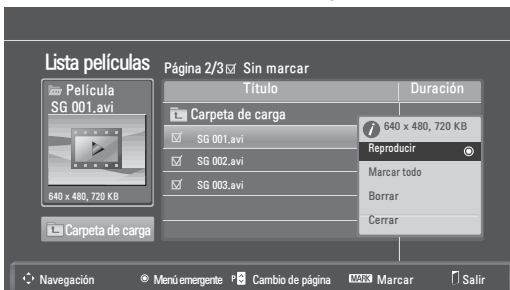 Lista películas
Página 2/3 ☑ Sin marcar
Película
SG 001.avi
640 x 480, 720 KB
Carpeta de carga
Título
Duración
Carpeta de carga
☑ SG 001.avi
☑ SG 002.avi
☑ SG 003.avi
640 x 480, 720 KB
Reproducir
Marcar todo
Borrar
Cerrar
Navegación
Menú emergente
P Cambio de página
MARK Marcar
Salir